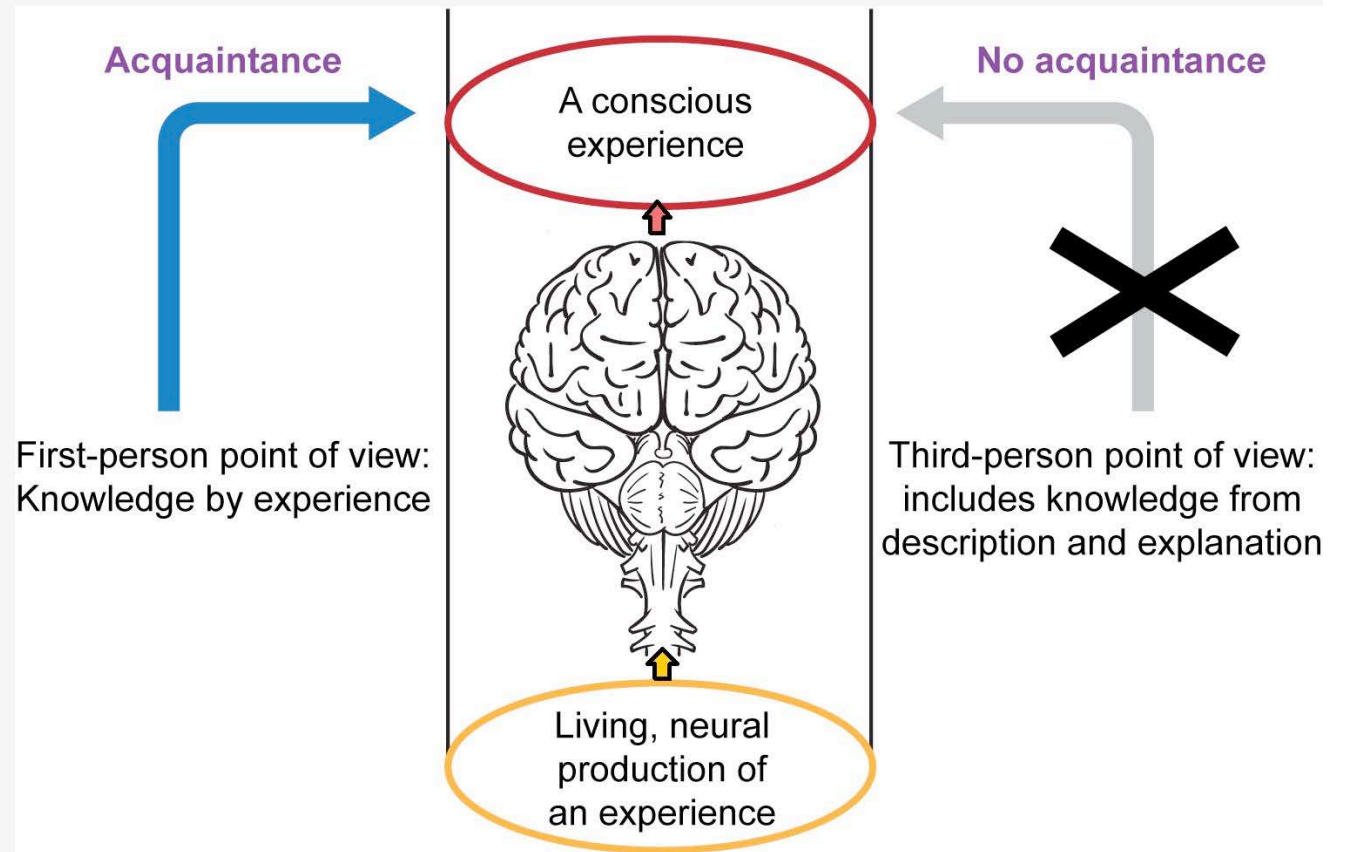 Acquaintance
No acquaintance
A conscious
experience
First-person point of view:
Knowledge by experience
Third-person point of view:
includes knowledge from
description and explanation
Living, neural
production of
an experience